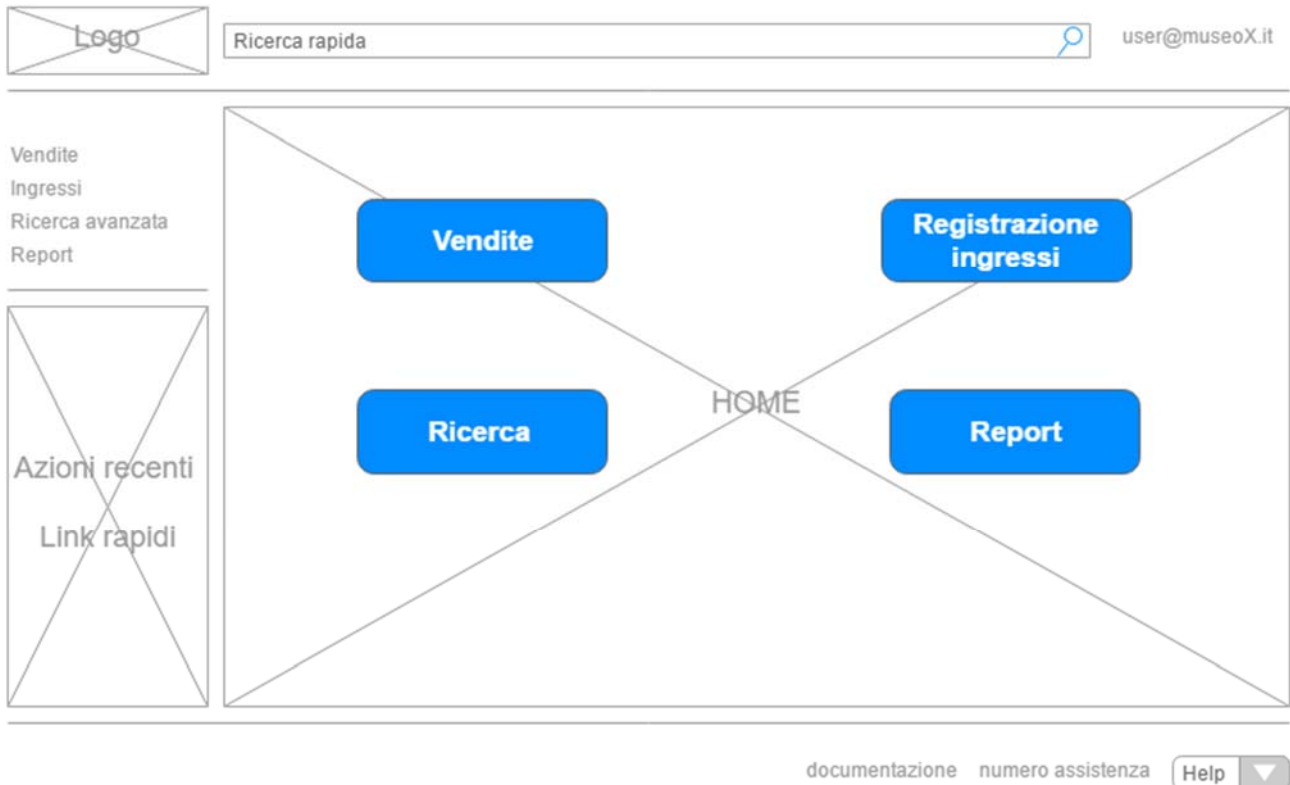 Logo
Ricerca rapida
user@museoX.it
Vendite
Ingressi
Ricerca avanzata
Report
Vendite
Registrazione
ingressi
HOME
Ricerca
Report
Azioni recenti
Link rapidi
documentazione
numero assistenza
Help